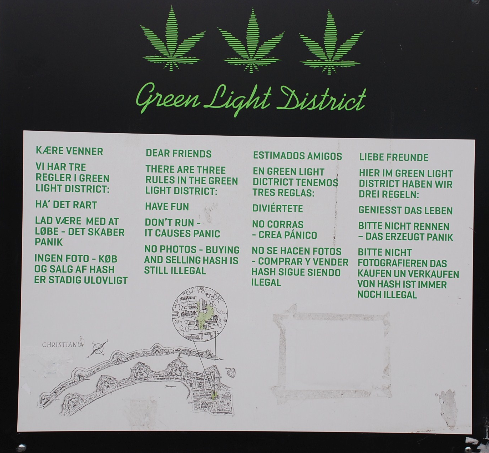 Green Light District
KÆRE VENNER
VI HAR TRE
REGLER I GREEN
LIGHT DISTRICT:
HA' DET RART
LAD VÆRE MED AT
LØBE - DET SKABER
PANIK
INGEN FOTO - KØB
OG SALG AF HASH
ER STADIG ULOVLIGT
DEAR FRIENDS
THERE ARE THREE
RULES IN THE GREEN
LIGHT DISTRICT:
HAVE FUN
DON'T RUN -
IT CAUSES PANIC
NO PHOTOS - BUYING
AND SELLING HASH IS
STILL ILLEGAL
ESTIMADOS AMIGOS
EN GREEN LIGHT
DICTRICT TENEMOS
TRES REGLAS:
DIVIÉRTETE
NO CORRAS
- CREA PÁNICO
NO SE HACEN FOTOS
- COMPRAR Y VENDER
HASH SIGUE SIENDO
ILEGAL
LIEBE FREUNDE
HIER IM GREEN LIGHT
DISTRICT HABEN WIR
DREI REGELN:
GENIESST DAS LEBEN
BITTE NICHT RENNEN
- DAS ERZEUGT PANIK
BITTE NICHT
FOTOGRAFIEREN DAS
KAUFEN UN VERKAUFEN
VON HASH IST IMMER
NOCH ILLEGAL
CHRISTIANIA